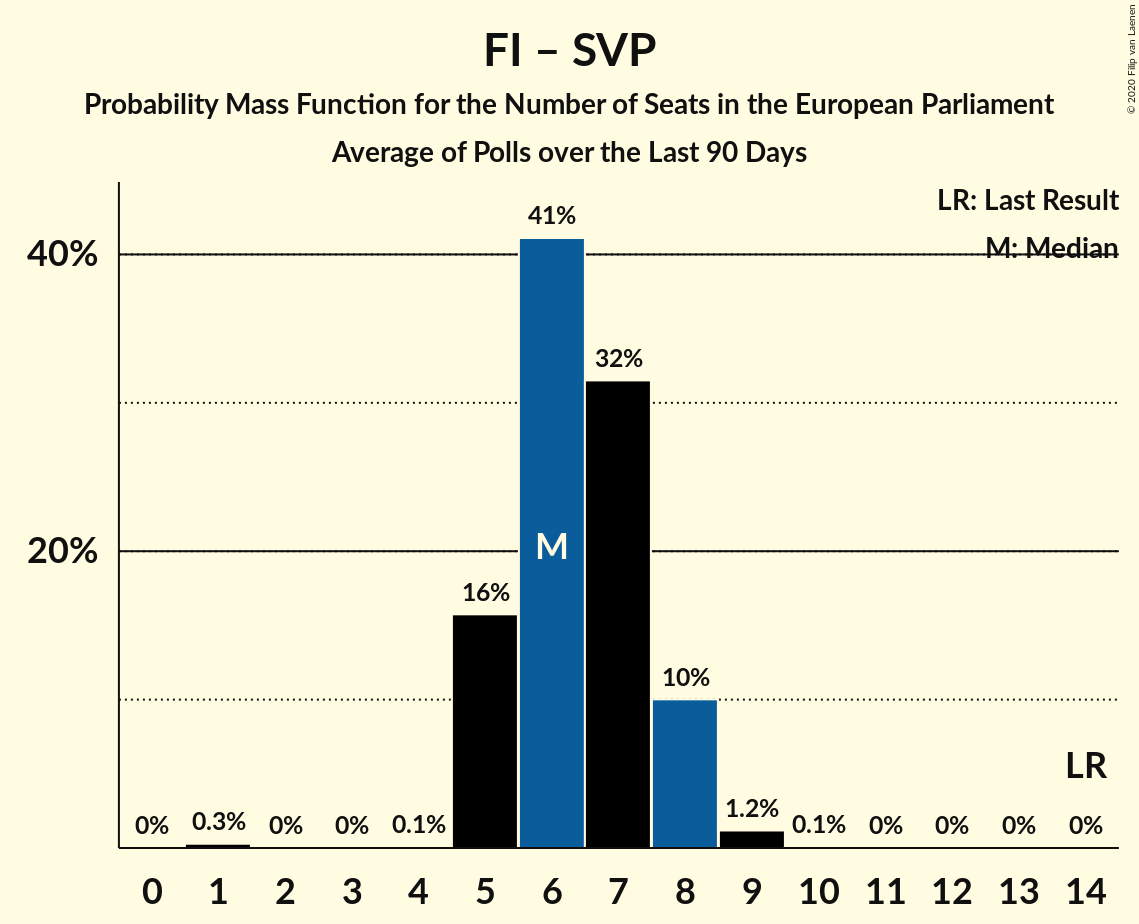 FI – SVP
Probability Mass Function for the Number of Seats in the European Parliament
Average of Polls over the Last 90 Days
© 2020 Filip van Laenen
LR: Last Result
M: Median
40%
20%
41%
32%
16%
10%
0% 0.3% 0% 0% 0.1% 1.2% 0.1% 0% 0% 0% 0%
M
LR
0 1 2 3 4 5 6 7 8 9 10 11 12 13 14